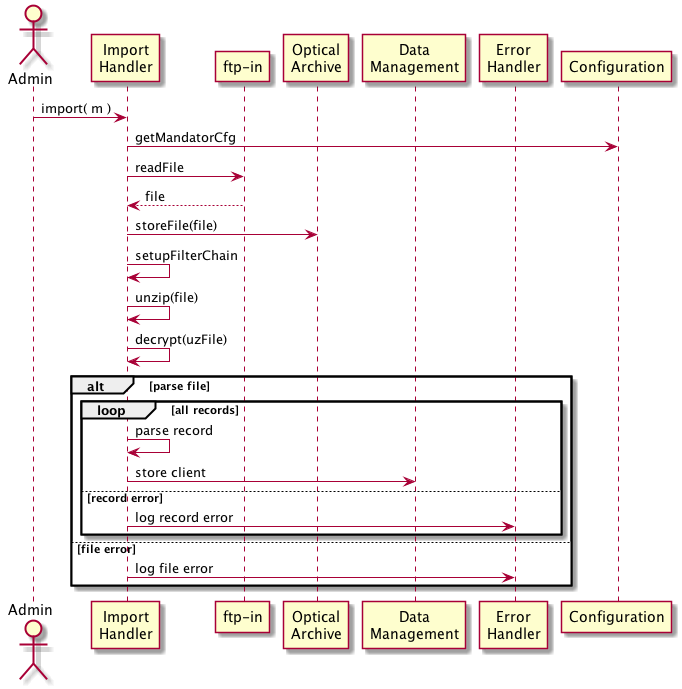 Admin
Import
Handler
ftp-in
Optical
Archive
Data
Management
Error
Handler
Configuration
import( m )
getMandatorCfg
readFile
file
storeFile(file)
setupFilterChain
unzip(file)
decrypt(uzFile)
alt [parse file]
loop [all records]
parse record
store client
[record error]
log record error
[file error]
log file error
Admin
Import
Handler
ftp-in
Optical
Archive
Data
Management
Error
Handler
Configuration